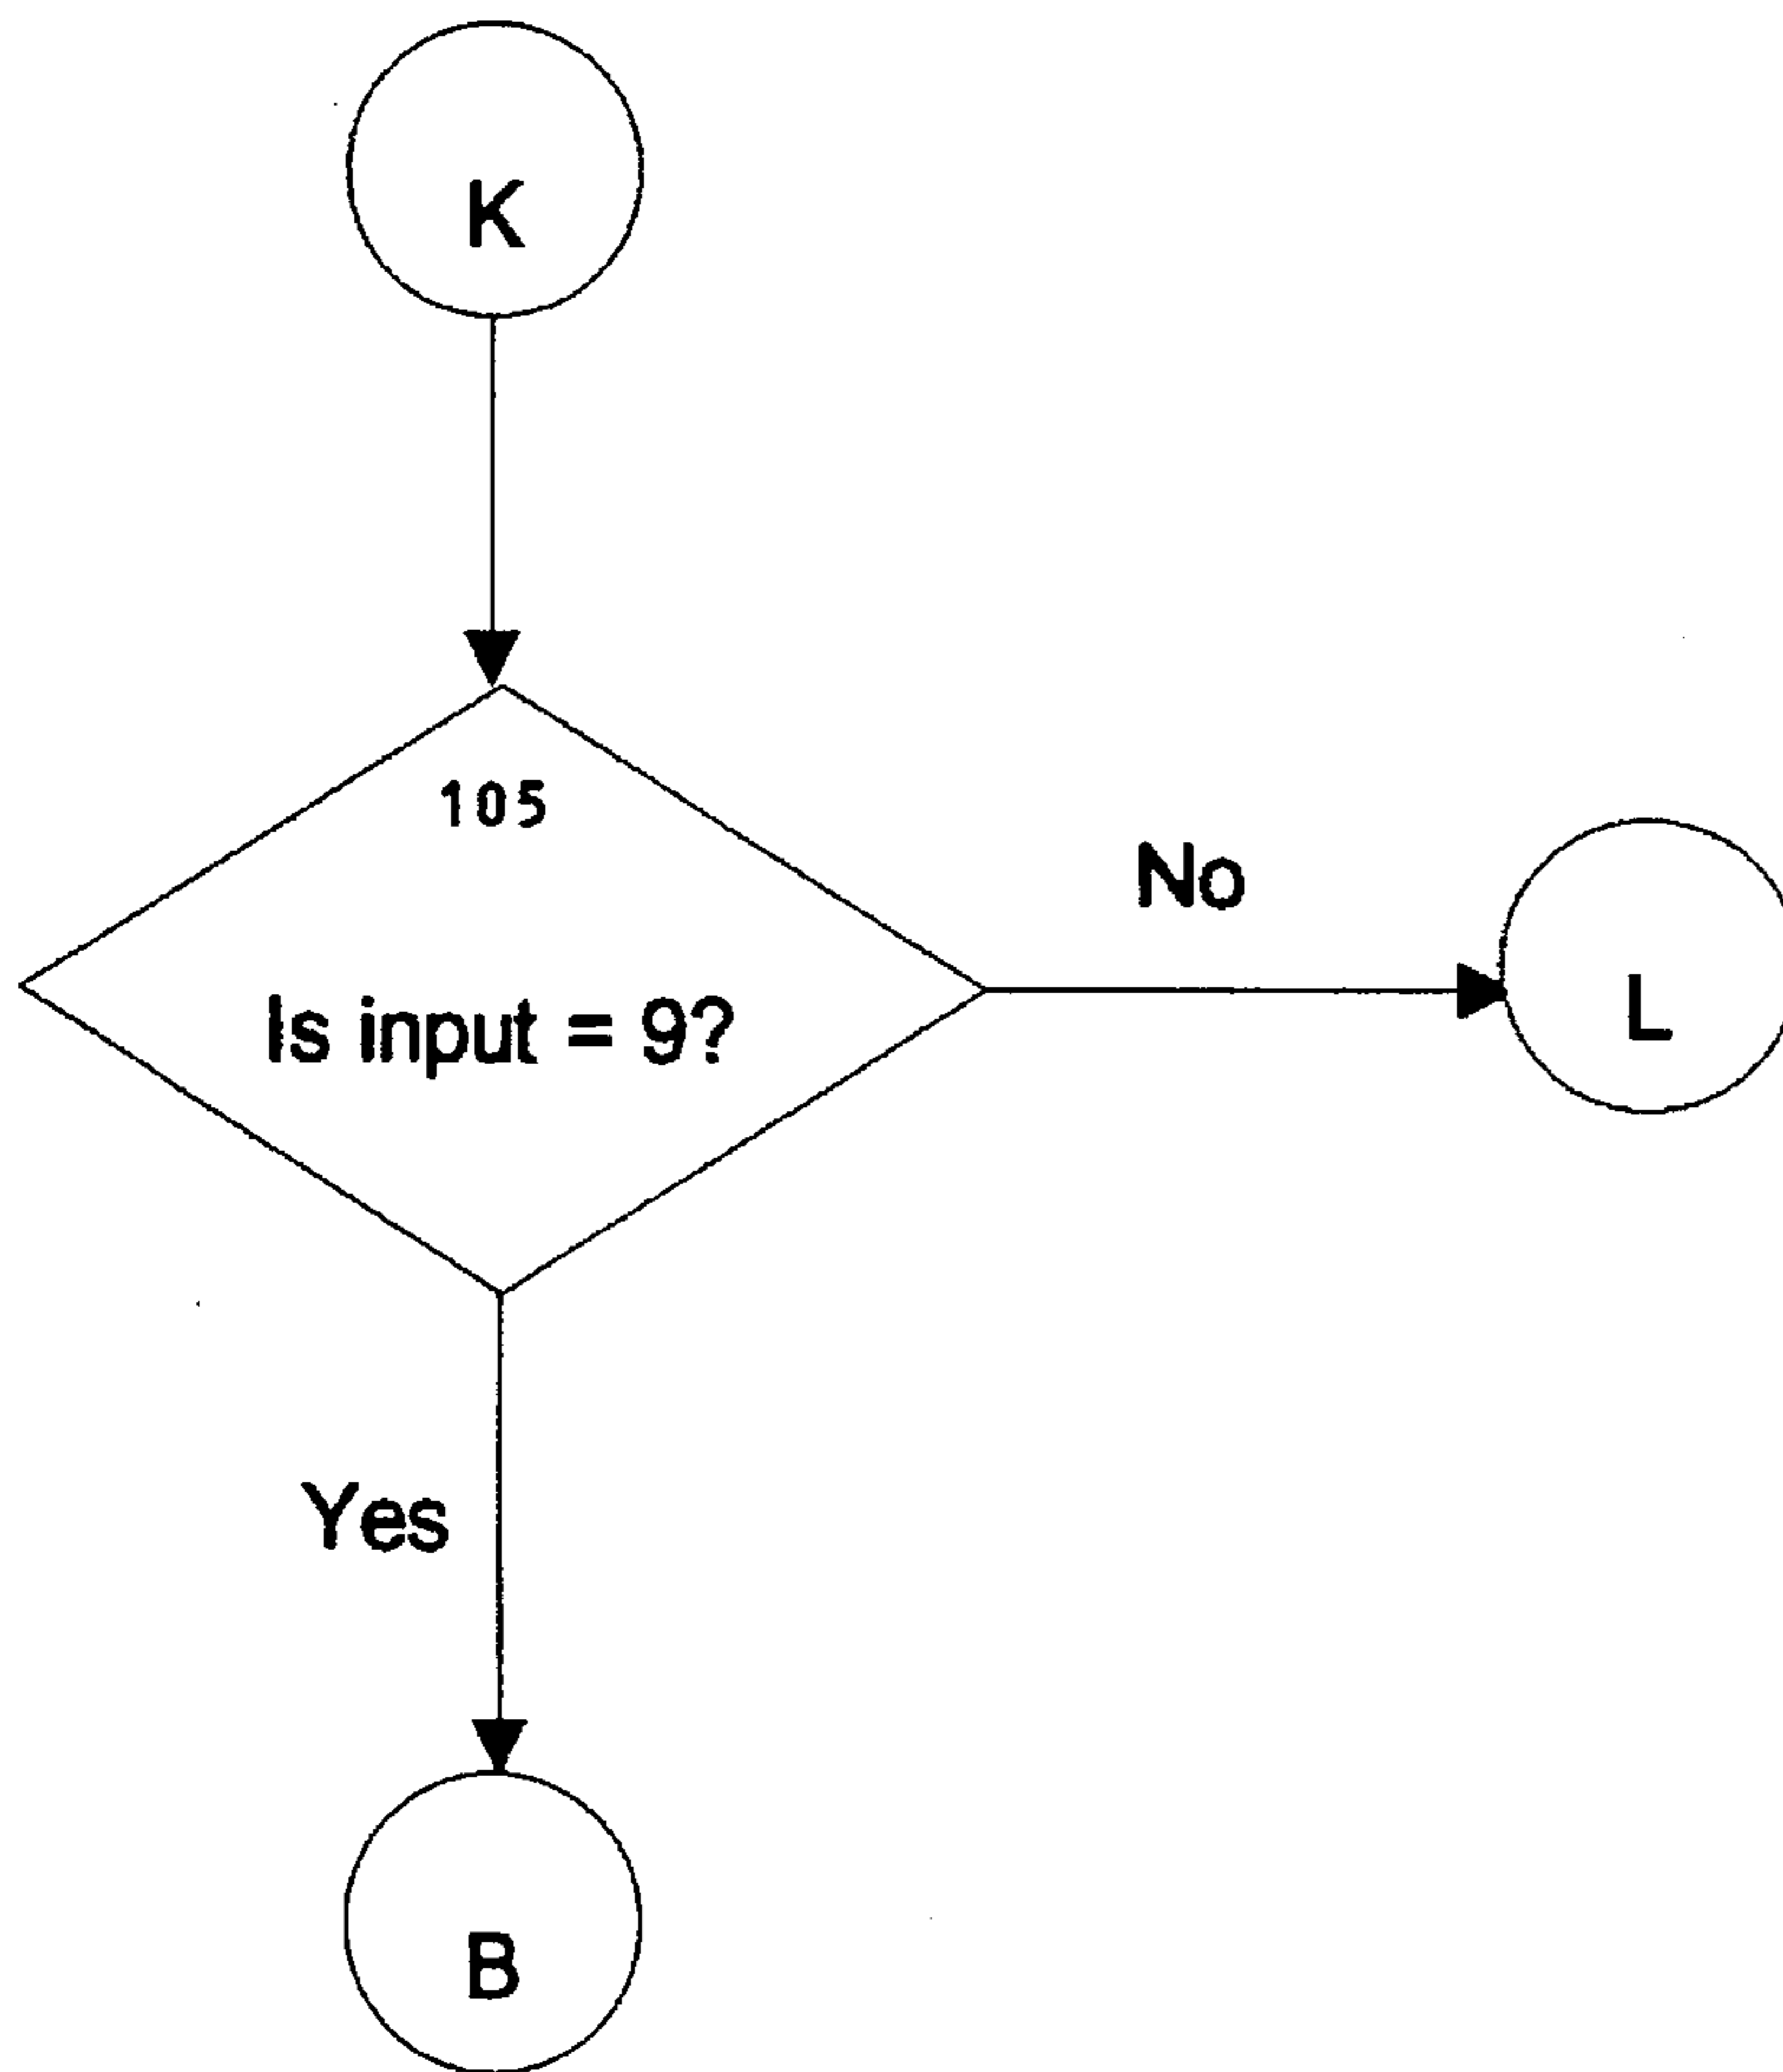 K
105
Is input = 9?
No
L
Yes
B